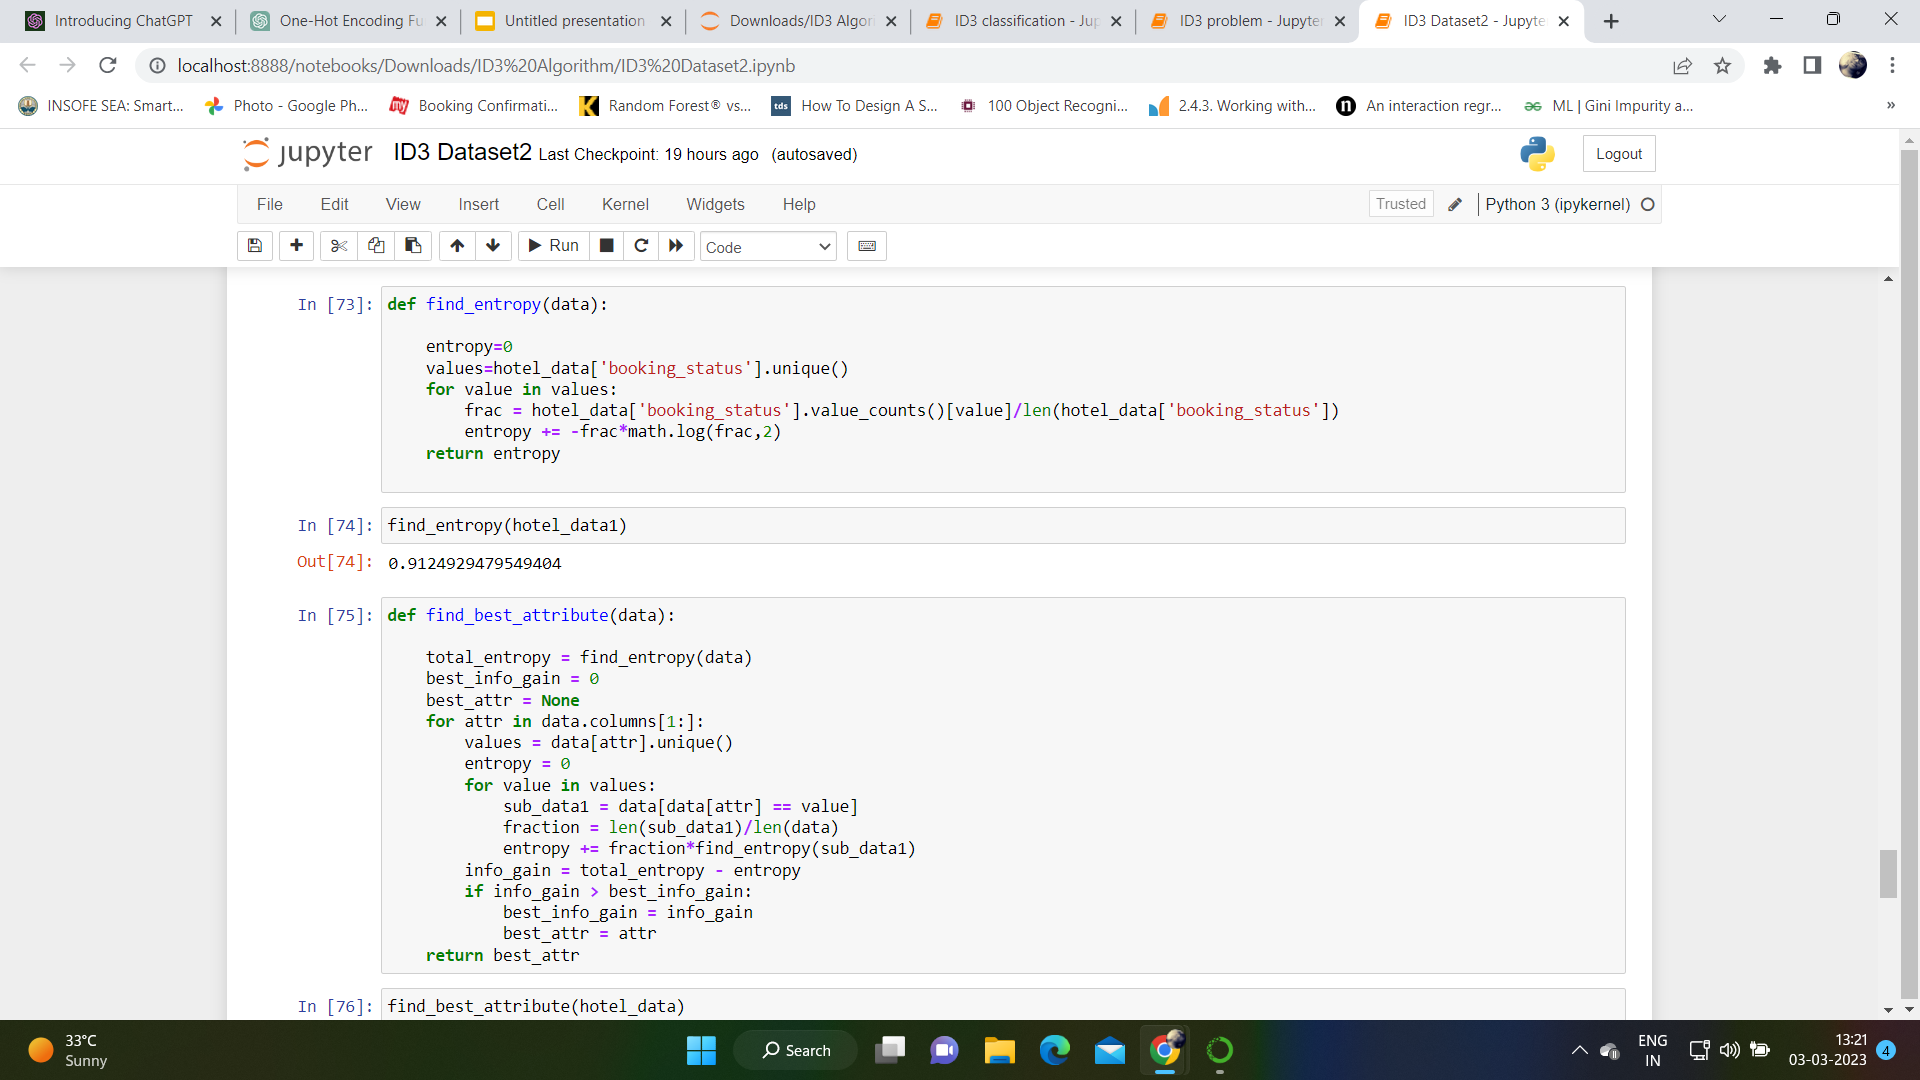 Introducing ChatGPT
One-Hot Encoding Fu
Untitled presentation
Downloads/ID3 Algor
ID3 classification - Jup
ID3 problem - Jupyter
ID3 Dataset2 - Jupyte
localhost:8888/notebooks/Downloads/ID3%20Algorithm/ID3%20Dataset2.ipynb
INSOFE SEA: Smart...
Photo - Google Ph...
my
Booking Confirmati...
K
Random Forest® vs...
tds
How To Design A S...
100 Object Recogni...
2.4.3. Working with...
n
An interaction regr...
ML | Gini Impurity a...
»
jupyter ID3 Dataset2 Last Checkpoint: 19 hours ago (autosaved)
Logout
File Edit View Insert Cell Kernel Widgets Help
Trusted
Python 3 (ipykernel)
Run
Code
In [73]: def find_entropy(data):
entropy=0
values=hotel_data['booking_status'].unique()
for value in values:
frac = hotel_data['booking_status'].value_counts()[value]/len(hotel_data['booking_status'])
entropy += -frac*math.log(frac,2)
return entropy
In [74]: find_entropy(hotel_data1)
Out[74]: 0.9124929479549404
In [75]: def find_best_attribute(data):
total_entropy = find_entropy(data)
best_info_gain = 0
best_attr = None
for attr in data.columns[1:]:
values = data[attr].unique()
entropy = 0
for value in values:
sub_data1 = data[data[attr] == value]
fraction = len(sub_data1)/len(data)
entropy += fraction*find_entropy(sub_data1)
info_gain = total_entropy - entropy
if info_gain > best_info_gain:
best_info_gain = info_gain
best_attr = attr
return best_attr
In [76]: find_best_attribute(hotel_data)
33°C
Sunny
Search
ENG
IN
13:21
03-03-2023
4